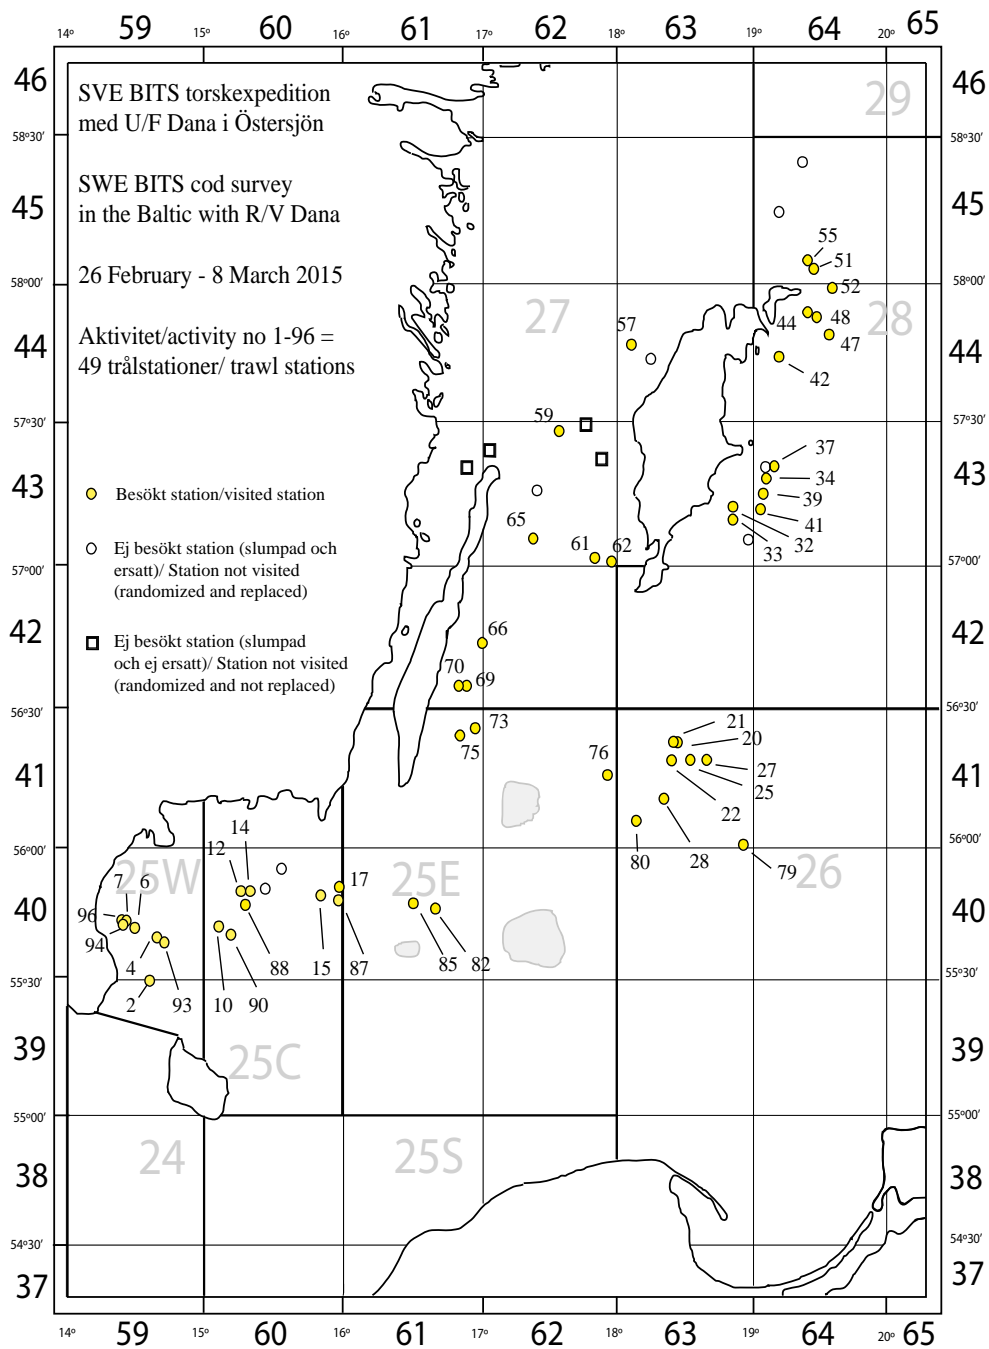 59 60 61 62 63 64 65
14° 15° 16° 17° 18° 19° 20°
46 46
SVE BITS torskexpedition
med U/F Dana i Östersjön
29
58°30' 58°30'
SWE BITS cod survey
in the Baltic with R/V Dana
45 45
55
51
26 February - 8 March 2015
58°00' 58°00'
52
27
44 48 28
57
Aktivitet/activity no 1-96 =
49 trålstationer/ trawl stations
47
44 44
42
57°30' 57°30'
59
37
43 43
34
Besökt station/visited station
39
65
41
Ej besökt station (slumpad och
ersatt)/ Station not visited
(randomized and replaced)
61 62
32
33
57°00' 57°00'
42 42
66
Ej besökt station (slumpad
och ej ersatt)/ Station not visited
(randomized and not replaced)
70 69
56°30' 56°30'
73
75
21
20
76
41 41
27
25
22
56°00' 56°00'
14
12
80 28 79
7 6
25W
17
25E
26
96
40 40
94
4
88
15 87
85 82
55°30' 55°30'
2 93 10 90
39 39
25C
55°00' 55°00'
24 25S
38 38
54°30' 54°30'
37 37
14° 15° 16° 17° 18° 19° 20°
59 60 61 62 63 64 65